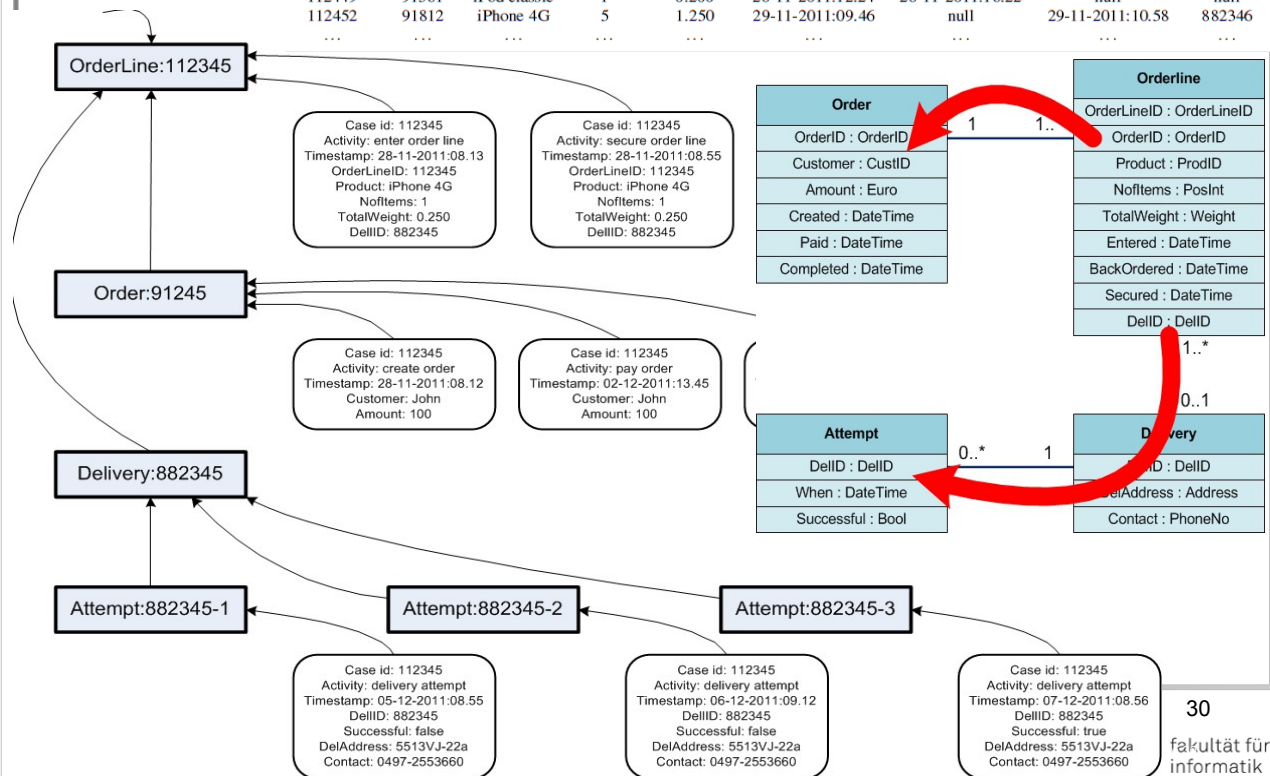 112452 91812 iPhone 4G 5 1.250 29-11-2011:09.46 null 29-11-2011:10.58 882346
... ... ... ... ... ... ... ... ...
OrderLine:112345
Case id: 112345
Activity: enter order line
Timestamp: 28-11-2011:08.13
OrderLineID: 112345
Product: iPhone 4G
NofItems: 1
TotalWeight: 0.250
DellID: 882345
Case id: 112345
Activity: secure order line
Timestamp: 28-11-2011:08.55
OrderLineID: 112345
Product: iPhone 4G
NofItems: 1
TotalWeight: 0.250
DellID: 882345
Order
OrderID : OrderID
Customer : CustID
Amount : Euro
Created : DateTime
Paid : DateTime
Completed : DateTime
1
1..
Orderline
OrderLineID : OrderLineID
OrderID : OrderID
Product : ProdID
NofItems : PosInt
TotalWeight : Weight
Entered : DateTime
BackOrdered : DateTime
Secured : DateTime
DelID : DelID
1..*
0..1
Order:91245
Case id: 112345
Activity: create order
Timestamp: 28-11-2011:08.12
Customer: John
Amount: 100
Case id: 112345
Activity: pay order
Timestamp: 02-12-2011:13.45
Customer: John
Amount: 100
Attempt
DelID : DelID
When : DateTime
Successful : Bool
0..*
1
: DelID
DelAddress : Address
Contact : PhoneNo
Delivery:882345
Attempt:882345-1
Attempt:882345-2
Attempt:882345-3
Case id: 112345
Activity: delivery attempt
Timestamp: 05-12-2011:08.55
DellID: 882345
Successful: false
DelAddress: 5513VJ-22a
Contact: 0497-2553660
Case id: 112345
Activity: delivery attempt
Timestamp: 06-12-2011:09.12
DellID: 882345
Successful: false
DelAddress: 5513VJ-22a
Contact: 0497-2553660
Case id: 112345
Activity: delivery attempt
Timestamp: 07-12-2011:08.56
DellID: 882345
Successful: true
DelAddress: 5513VJ-22a
Contact: 0497-2553660
30
fakultät für
informatik